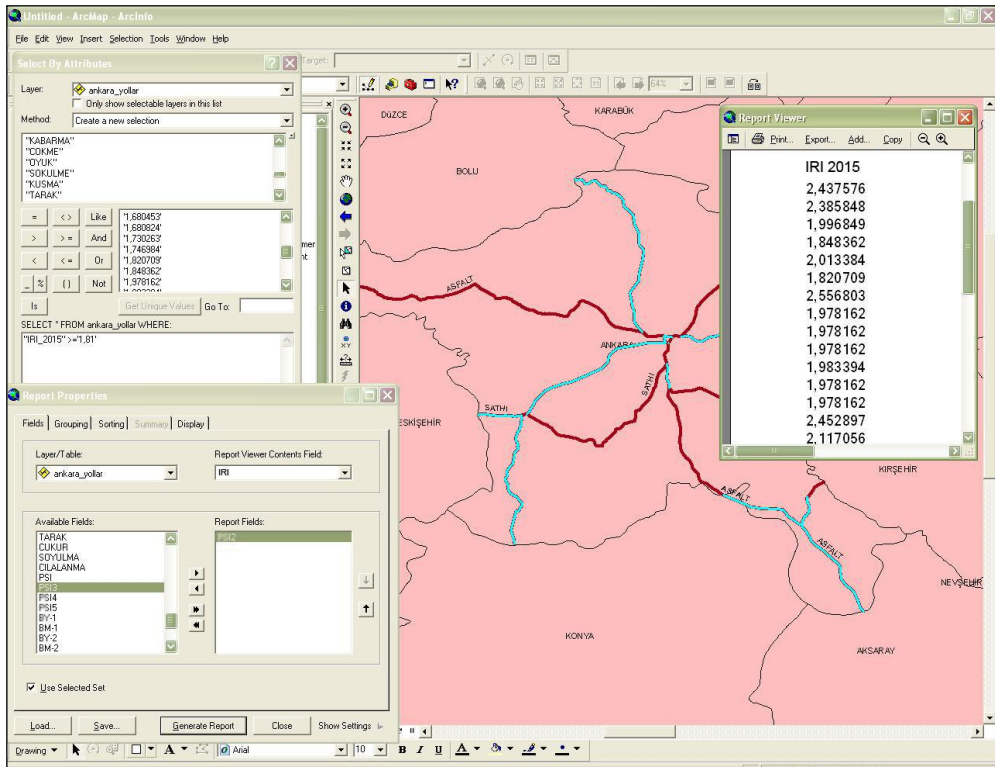 Untitled - ArcMap - ArcInfo
File Edit View Insert Selection Tools Window Help
Select By Attributes
Layer: ankara_yollar
Only show selectable layers in this list
Method: Create a new selection
"KABARMA"
"COKME"
"OYUK"
"SOKULME"
"KUSMA"
"TARAK"
= <> Like
> >= And
< <= Or
_ % () Not
Is
'1,680453'
'1,680824'
'1,730263'
'1,746984'
'1,820709'
'1,848362'
'1,978162'
Get Unique Values Go To:
SELECT * FROM ankara_yollar WHERE:
"IRI_2015" >='1,81'
Target:
64%
Report Properties
Fields Grouping Sorting Summary Display
Layer/Table:
ankara_yollar
Report Viewer Contents Field:
IRI
Available Fields:
TARAK
CUKUR
SOYULMA
CILALANMA
PSI
PSI3
PSI4
PSI5
BY-1
BM-1
BY-2
BM-2
Report Fields:
PSI2
Use Selected Set
Load... Save... Generate Report Close Show Settings
Drawing A Arial 10 B I U A
DÜZCE
KARABÜK
BOLU
ASFALT
ANKARA
SATHI
SATHI
ESKİŞEHİR
ASFALT
ASFALT
KIRŞEHİR
NEVŞEHİR
KONYA
AKSARAY
Report Viewer
Print... Export... Add... Copy
IRI 2015
2,437576
2,385848
1,996849
1,848362
2,013384
1,820709
2,556803
1,978162
1,978162
1,978162
1,983394
1,978162
1,978162
2,452897
2,117056